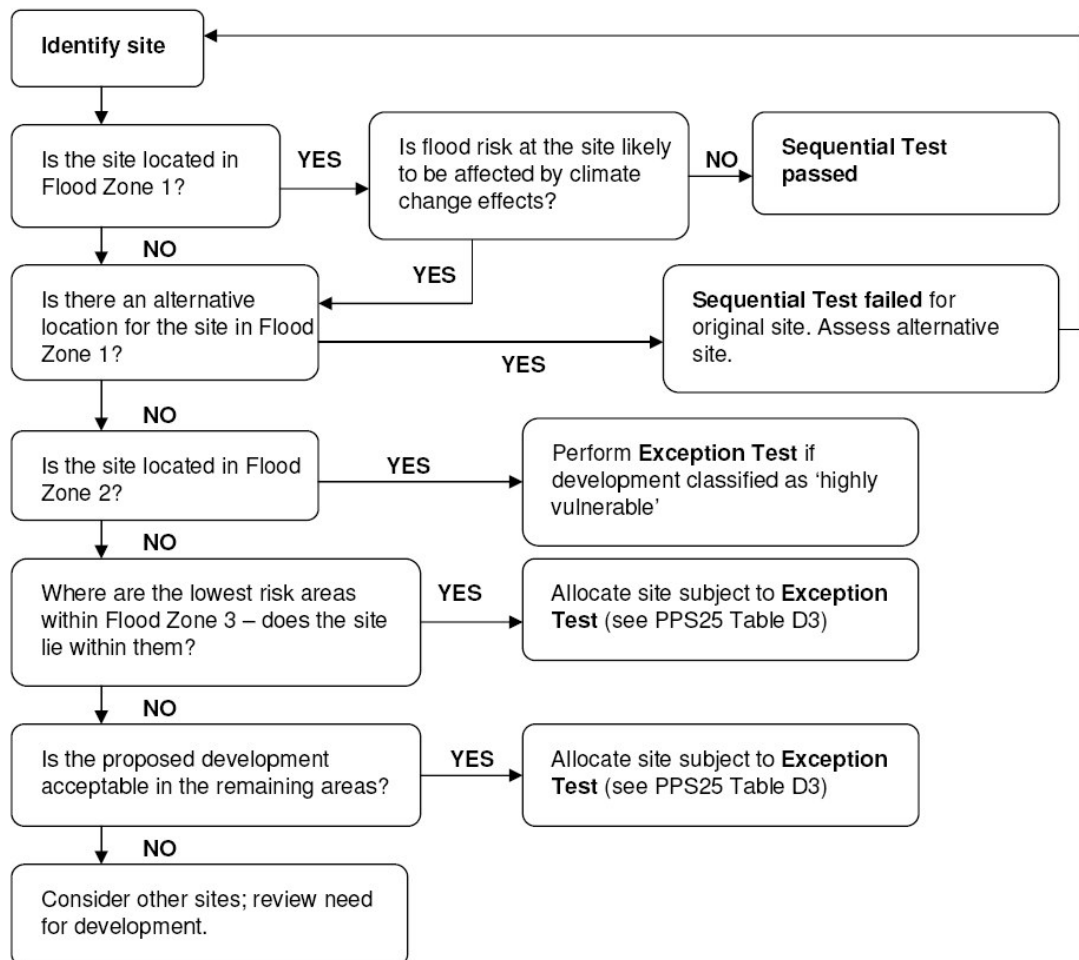 Identify site
Is the site located in
Flood Zone 1?
YES
Is flood risk at the site likely
to be affected by climate
change effects?
NO
Sequential Test
passed
NO
YES
Is there an alternative
location for the site in Flood
Zone 1?
YES
Sequential Test failed for
original site. Assess alternative
site.
NO
Is the site located in Flood
Zone 2?
YES
Perform Exception Test if
development classified as ‘highly
vulnerable’
NO
Where are the lowest risk areas
within Flood Zone 3 – does the site
lie within them?
YES
Allocate site subject to Exception
Test (see PPS25 Table D3)
NO
Is the proposed development
acceptable in the remaining areas?
YES
Allocate site subject to Exception
Test (see PPS25 Table D3)
NO
Consider other sites; review need
for development.